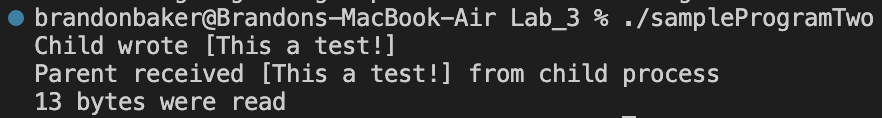 brandonbaker@Brandons-MacBook-Air Lab_3 % ./sampleProgramTwo
Child wrote [This a test!]
Parent received [This a test!] from child process
13 bytes were read